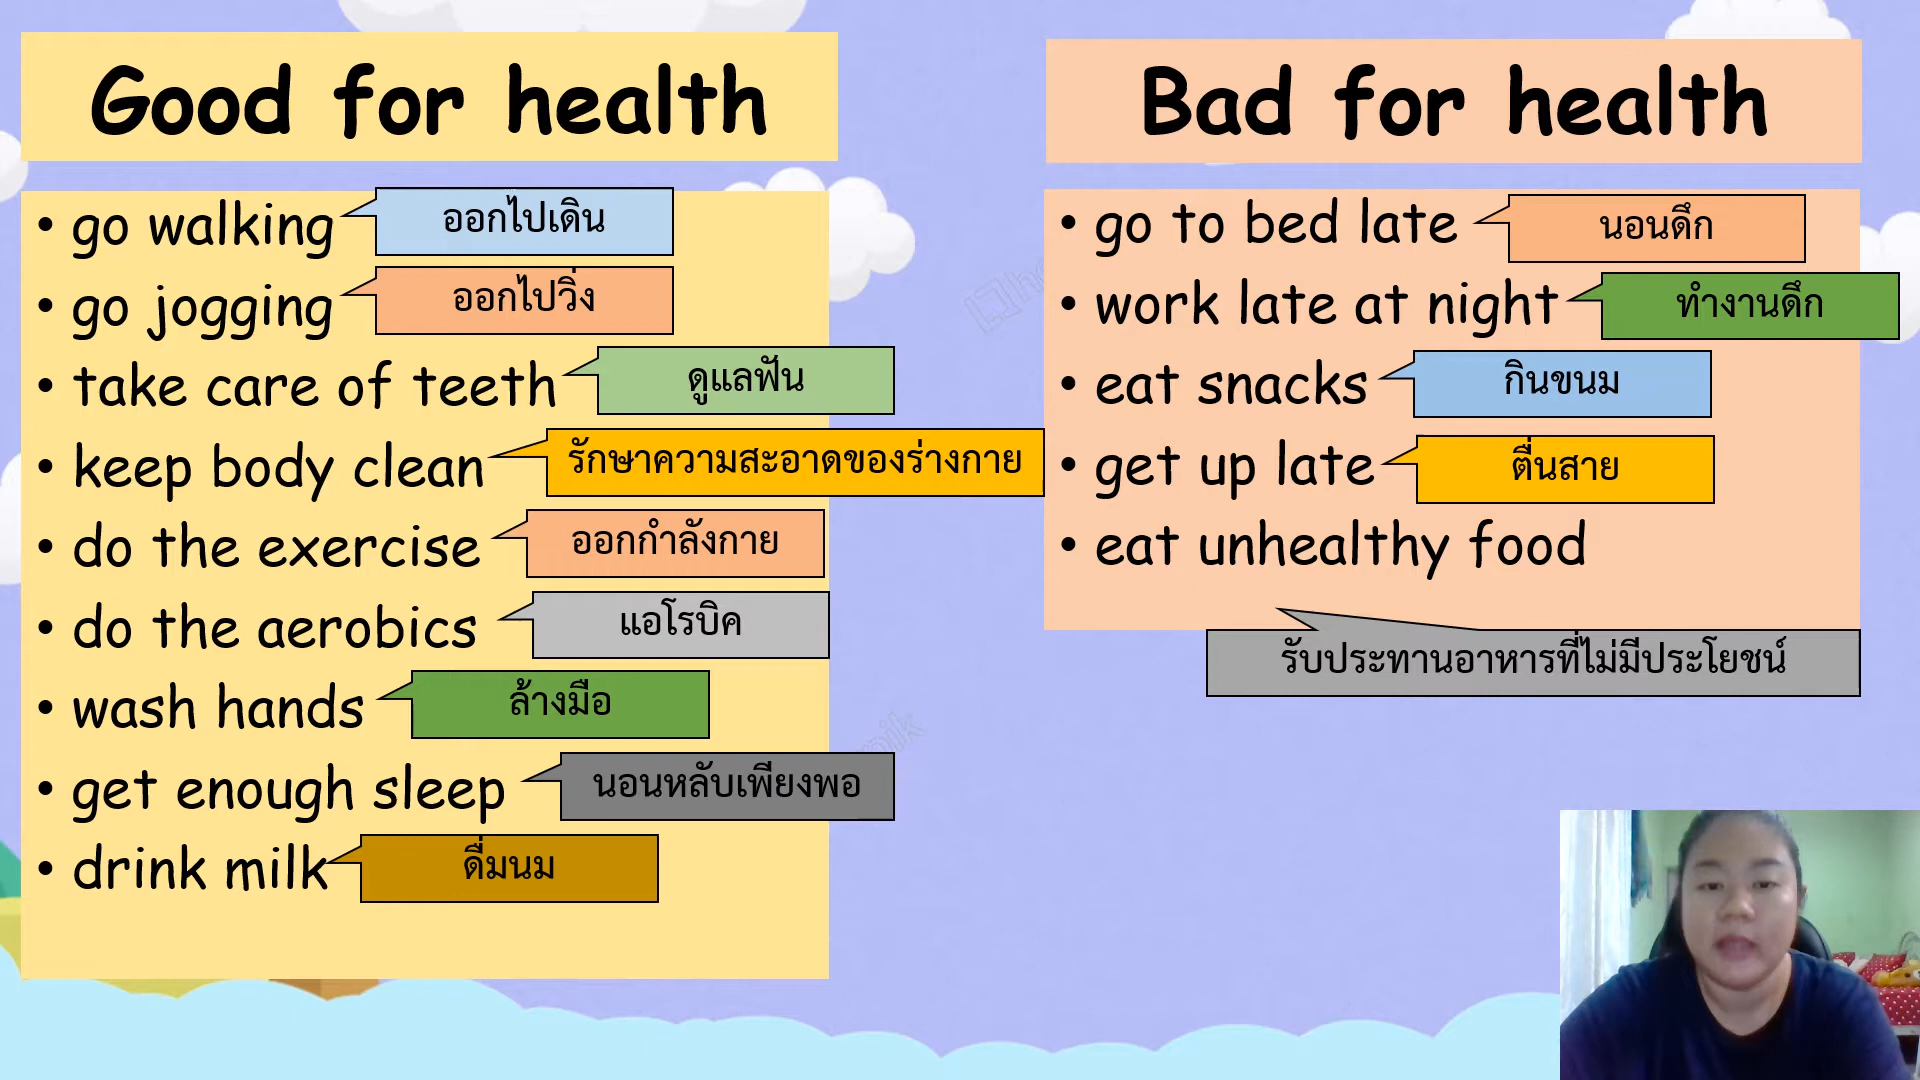 Good for health
• go walking
ออกไปเดิน
• go jogging
ออกไปวิ่ง
• take care of teeth
ดูแลฟัน
• keep body clean
รักษาความสะอาดของร่างกาย
• do the exercise
ออกกำลังกาย
• do the aerobics
แอโรบิค
• wash hands
ล้างมือ
• get enough sleep
นอนหลับเพียงพอ
• drink milk
ดื่มนม
Bad for health
• go to bed late
นอนดึก
• work late at night
ทำงานดึก
• eat snacks
กินขนม
• get up late
ตื่นสาย
• eat unhealthy food
รับประทานอาหารที่ไม่มีประโยชน์